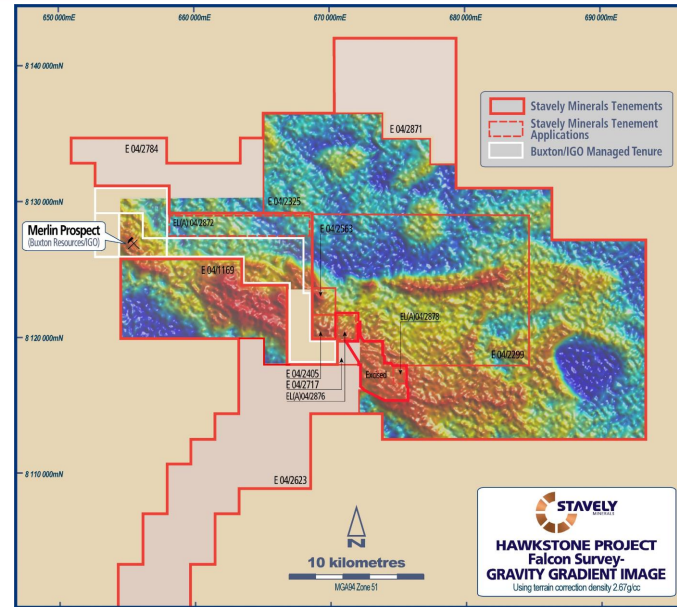 650 000mE
660 000mE
670 000mE
680 000mE
690 000mE
8 140 000mN
8 130 000mN
8 120 000mN
8 110 000mN
Stavely Minerals Tenements
Stavely Minerals Tenement
Applications
Buxton/IGO Managed Tenure
E 04/2784
E 04/2871
E 04/2325
EL(A)04/2872
E 04/2563
Merlin Prospect
(Buxton Resources/IGO)
E 04/1169
EL(A)04/2878
E 04/2299
E 04/2405
E 04/2717
EL(A)04/2876
Excised
E 04/2623
N
10 kilometres
MGA94 Zone 51
STAVELY
MINERALS
HAWKSTONE PROJECT
Falcon Survey-
GRAVITY GRADIENT IMAGE
Using terrain correction density 2.67g/cc